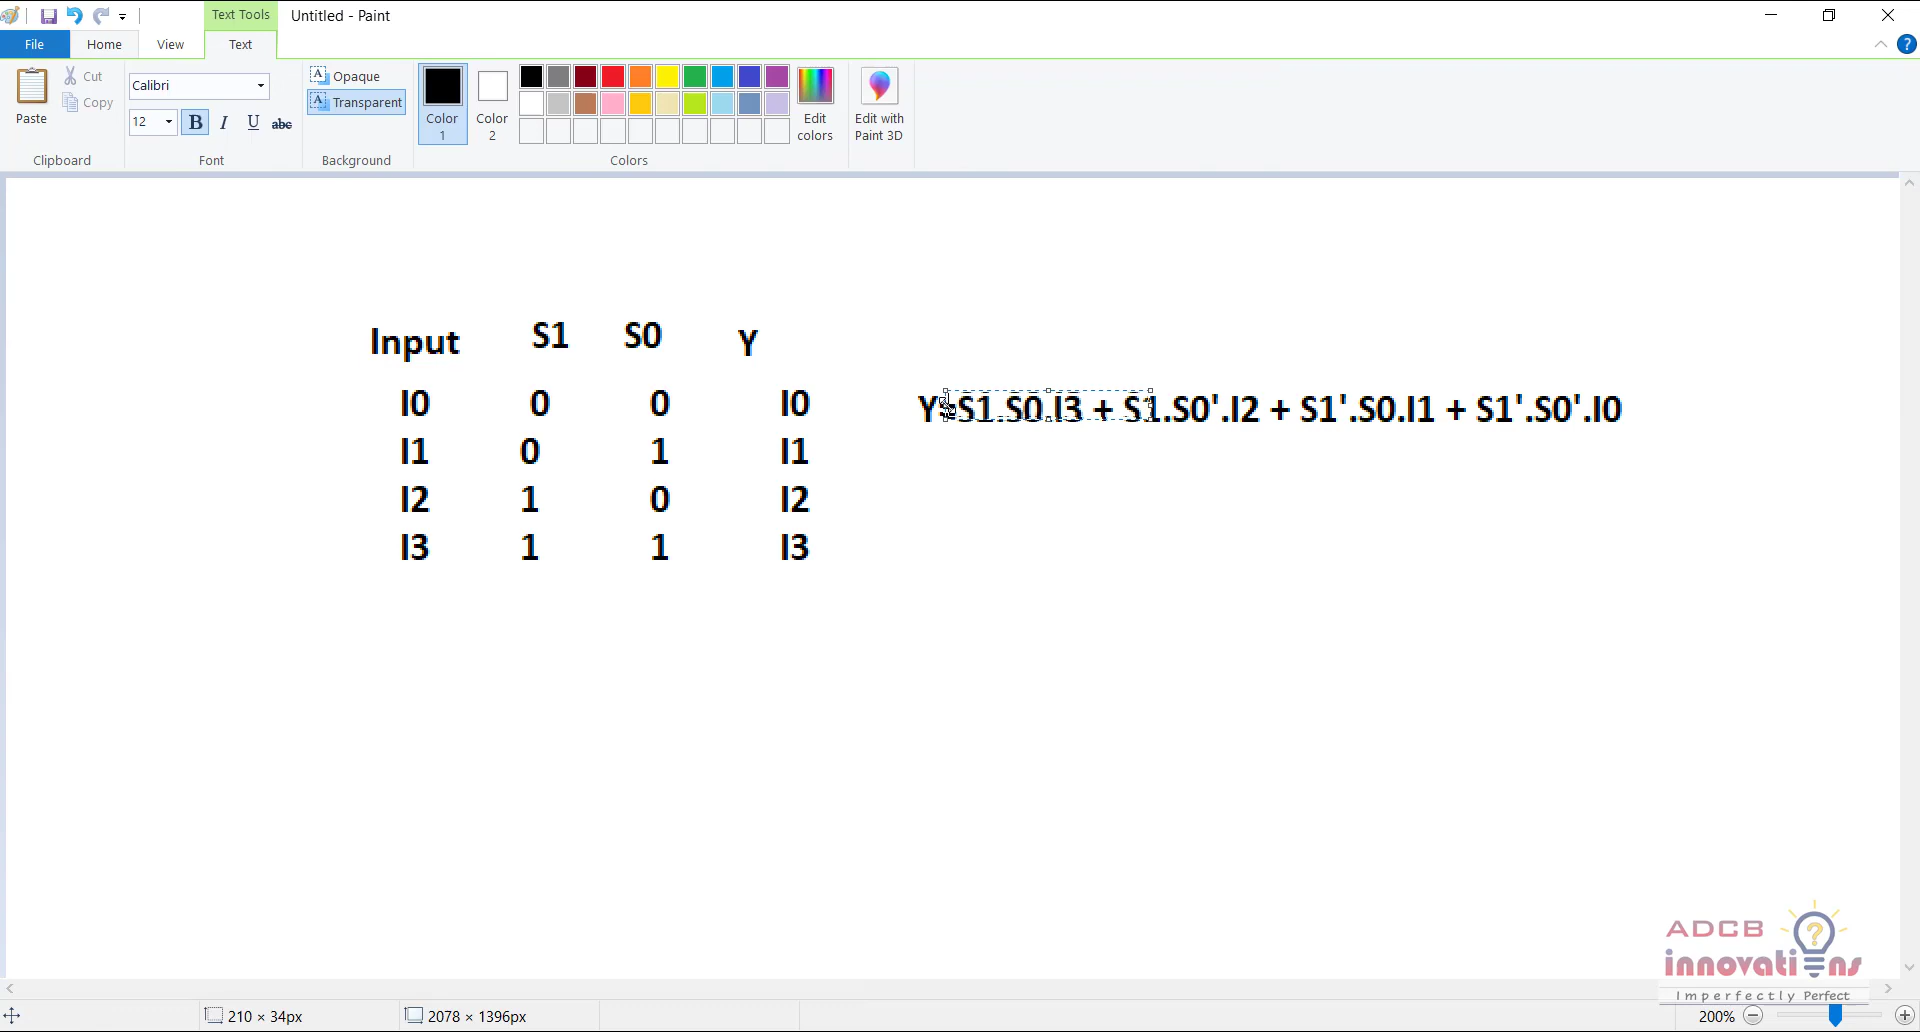 Text Tools
Untitled - Paint
File
Home
View
Text
Paste
Cut
Copy
Clipboard
Calibri
12
B I U abc
Font
Opaque
Transparent
Background
Color 1
Color 2
Edit colors
Colors
Edit with Paint 3D
Input S1 S0 Y
I0 0 0 I0
I1 0 1 I1
I2 1 0 I2
I3 1 1 I3
Y=S1.S0.I3 + S1.S0'.I2 + S1'.S0.I1 + S1'.S0'.I0
ADCB
innovations
Imperfectly Perfect
210 × 34px
2078 × 1396px
200%